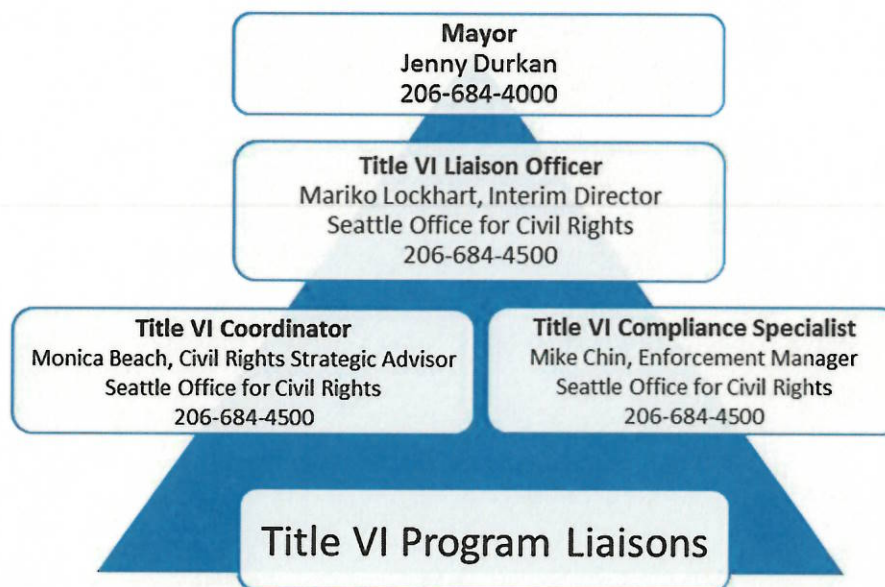 Mayor
Jenny Durkan
206-684-4000
Title VI Liaison Officer
Mariko Lockhart, Interim Director
Seattle Office for Civil Rights
206-684-4500
Title VI Coordinator
Monica Beach, Civil Rights Strategic Advisor
Seattle Office for Civil Rights
206-684-4500
Title VI Compliance Specialist
Mike Chin, Enforcement Manager
Seattle Office for Civil Rights
206-684-4500
Title VI Program Liaisons